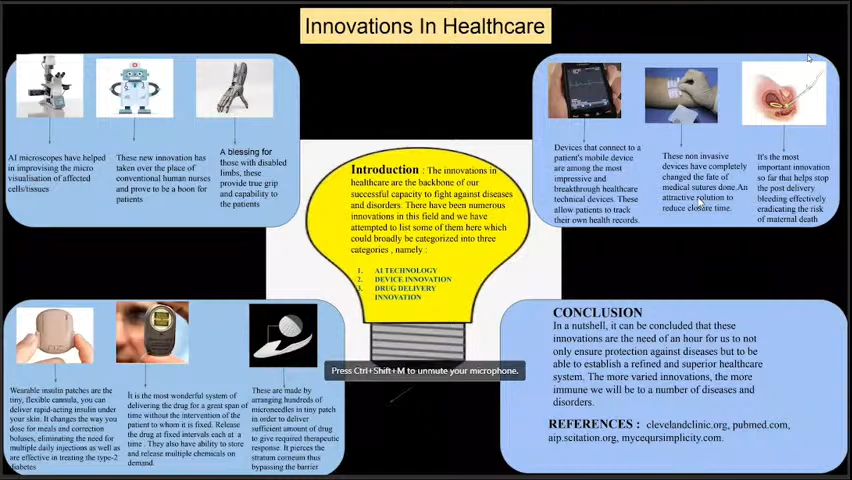 Innovations In Healthcare
AI microscopes have helped
in improvising the micro
visualisation of affected
cells/tissues
These new innovation has
taken over the place of
conventional human nurses
and prove to be a boon for
patients
A blessing for
those with disabled
limbs, these
provide true grip
and capability to
the patients
Introduction : The innovations in
healthcare are the backbone of our
successful capacity to fight against diseases
and disorders. There have been numerous
innovations in this field and we have
attempted to list some of them here which
could broadly be categorized into three
categories , namely :
1. AI TECHNOLOGY
2. DEVICE INNOVATION
3. DRUG DELIVERY
INNOVATION
Devices that connect to a
patient's mobile device
are among the most
impressive and
breakthrough healthcare
technical devices. These
allow patients to track
their own health records.
These non invasive
devices have completely
changed the fate of
medical sutures done.An
attractive solution to
reduce closure time.
It's the most
important innovation
so far that helps stop
the post delivery
bleeding effectively
eradicating the risk
of maternal death
Wearable insulin patches are the
tiny, flexible cannula, you can
deliver rapid-acting insulin under
your skin. It changes the way you
dose for meals and correction
boluses, eliminating the need for
multiple daily injections as well as
are effective in treating the type-2
diabetes
It is the most wonderful system of
delivering the drug for a great span of
time without the intervention of the
patient to whom it is fixed. Release
the drug at fixed intervals each at a
time . They also have ability to store
and release multiple chemicals on
demand.
These are made by
arranging hundreds of
microneedles in tiny patch
in order to deliver
sufficient amount of drug
to give required therapeutic
response. It pierces the
stratum corneum thus
bypassing the barrier
Press Ctrl+Shift+M to unmute your microphone.
CONCLUSION
In a nutshell, it can be concluded that these
innovations are the need of an hour for us to not
only ensure protection against diseases but to be
able to establish a refined and superior healthcare
system. The more varied innovations, the more
immune we will be to a number of diseases and
disorders.
REFERENCES : clevelandclinic.org, pubmed.com,
aip.scitation.org, myceqursimplicity.com.